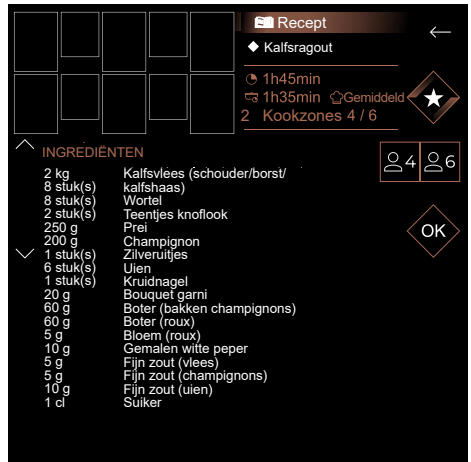 Recept
Kalfsragout
1h45min
1h35min Gemiddeld
2 Kookzones 4 / 6
INGREDIËNTEN
4 6
2 kg Kalfsvlees (schouder/borst/
8 stuk(s) kalfshaas)
8 stuk(s) Wortel
2 stuk(s) Teentjes knoflook
250 g Prei
200 g Champignon
1 stuk(s) Zilveruitjes
6 stuk(s) Uien
1 stuk(s) Kruidnagel
20 g Bouquet garni
60 g Boter (bakken champignons)
60 g Boter (roux)
5 g Bloem (roux)
10 g Gemalen witte peper
5 g Fijn zout (vlees)
5 g Fijn zout (champignons)
10 g Fijn zout (uien)
1 cl Suiker
OK